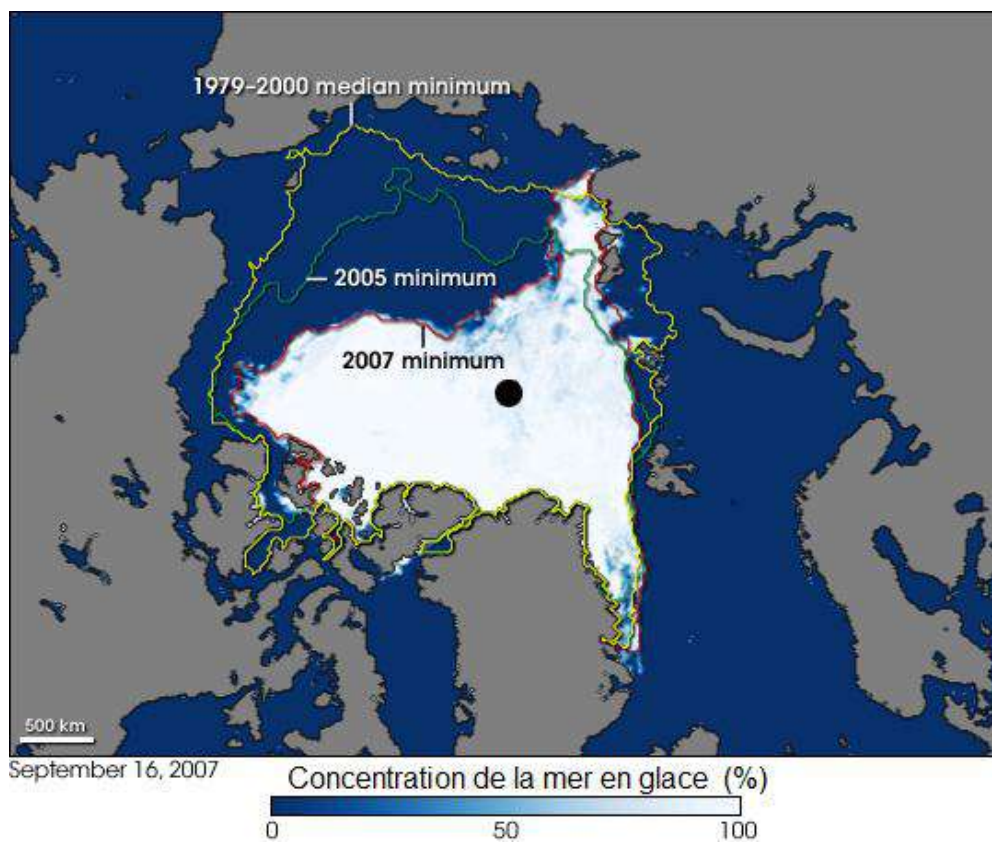 1979–2000 median minimum
2005 minimum
2007 minimum
500 km
September 16, 2007
Concentration de la mer en glace (%)
0 50 100